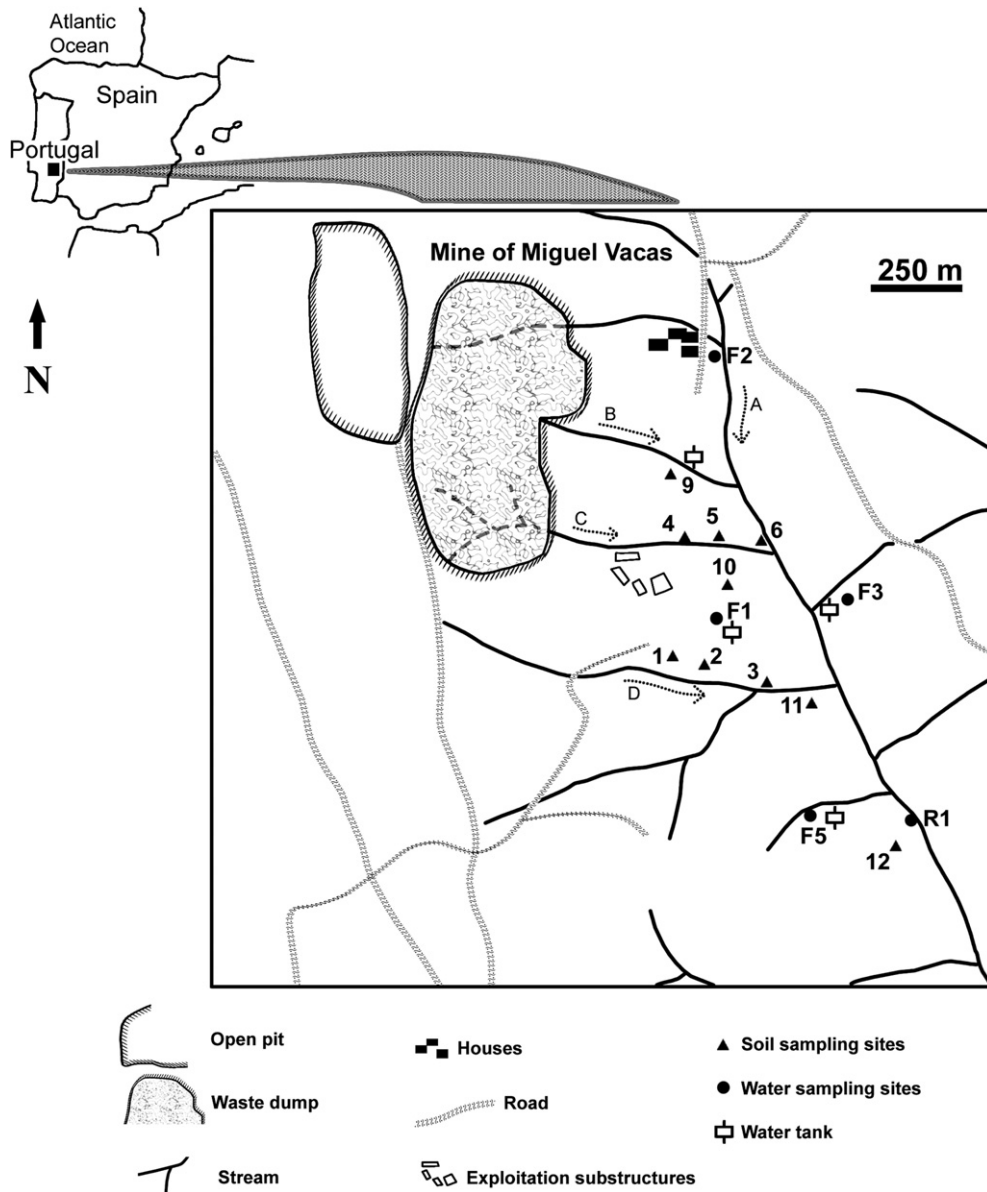 Atlantic
Ocean
Spain
Portugal
N
Mine of Miguel Vacas
250 m
F2
A
B
9
C
4
5
6
10
F1
F3
1
2
3
D
11
F5
R1
12
Open pit
Houses
Soil sampling sites
Waste dump
Road
Water sampling sites
Water tank
Stream
Exploitation substructures